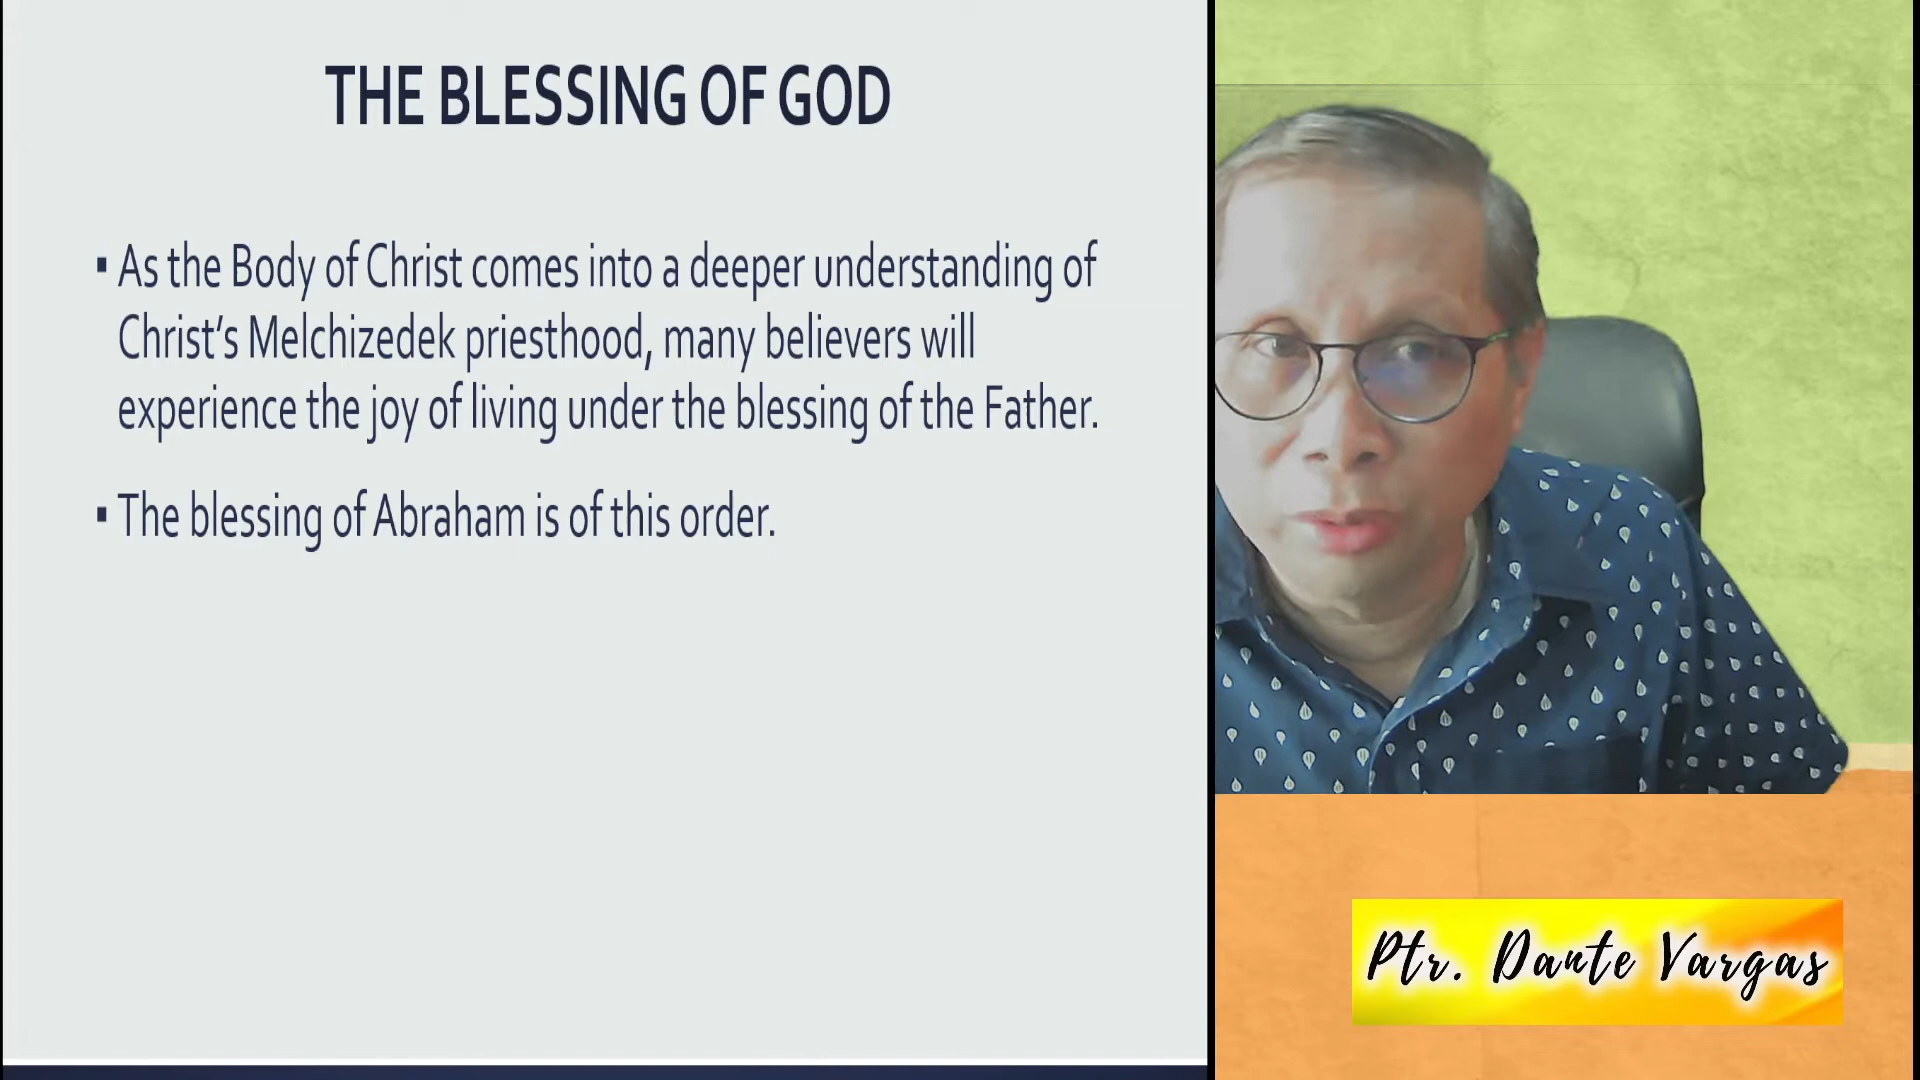 THE BLESSING OF GOD
▪ As the Body of Christ comes into a deeper understanding of
Christ's Melchizedek priesthood, many believers will
experience the joy of living under the blessing of the Father.
▪ The blessing of Abraham is of this order.
Ptr. Dante Vargas